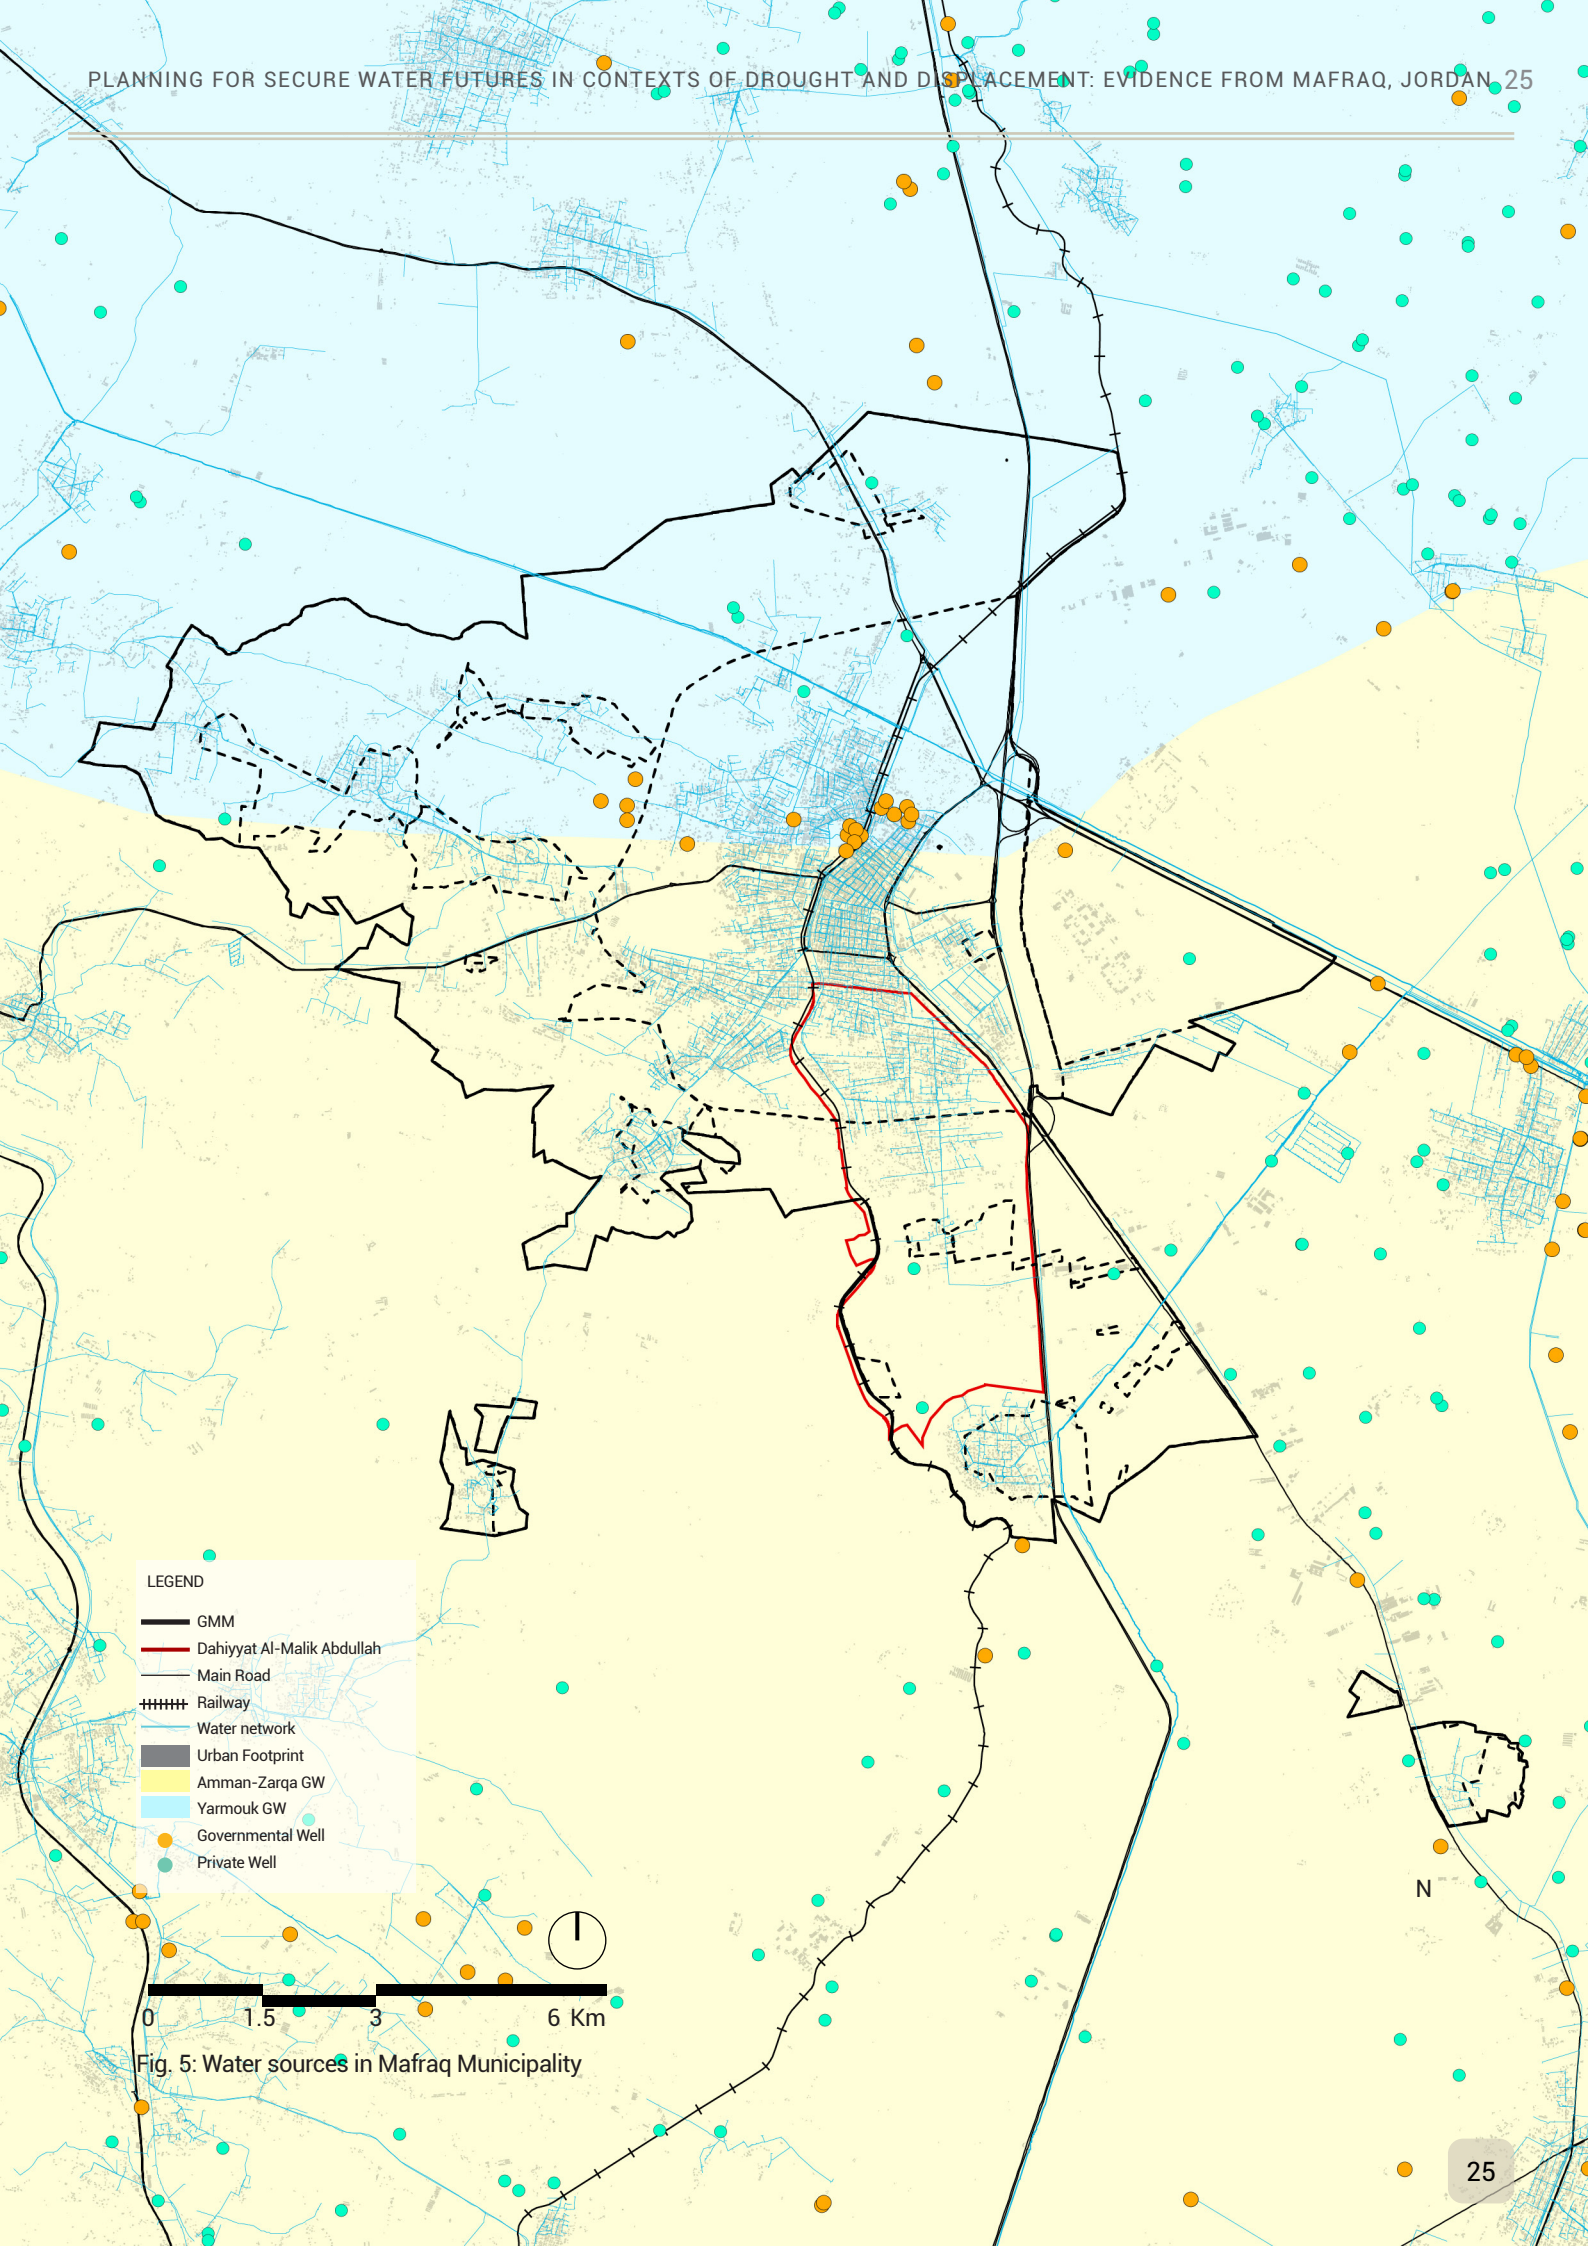 PLANNING FOR SECURE WATER FUTURES IN CONTEXTS OF DROUGHT AND DISPLACEMENT: EVIDENCE FROM MAFRAQ, JORDAN 25
LEGEND
GMM
Dahiyyat Al-Malik Abdullah
Main Road
Railway
Water network
Urban Footprint
Amman-Zarqa GW
Yarmouk GW
Governmental Well
Private Well
N
0 1.5 3 6 Km
Fig. 5: Water sources in Mafraq Municipality
25